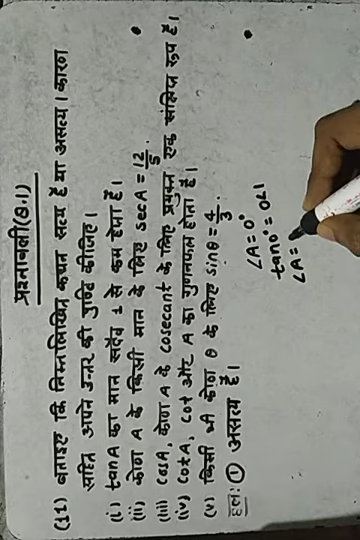 प्रश्नावली (8.1)
(11) बताइए कि निम्नलिखित कथन सत्य हैं या असत्य। कारण
सहित अपने उत्तर की पुष्टि कीजिए।
(i) tanA का मान सदैव 1 से कम होता है।
(ii) कोण A के किसी मान के लिए secA = 12/5.
(iii) cosA, कोण A के cosecant के लिए प्रयुक्त एक संक्षिप्त रूप है।
(iv) cotA, cot और A का गुणनफल होता है।
(v) किसी भी कोण θ के लिए sinθ = 4/3.
हल: ① असत्य है।
∠A = 0°
tan0° = 0<1
∠A =